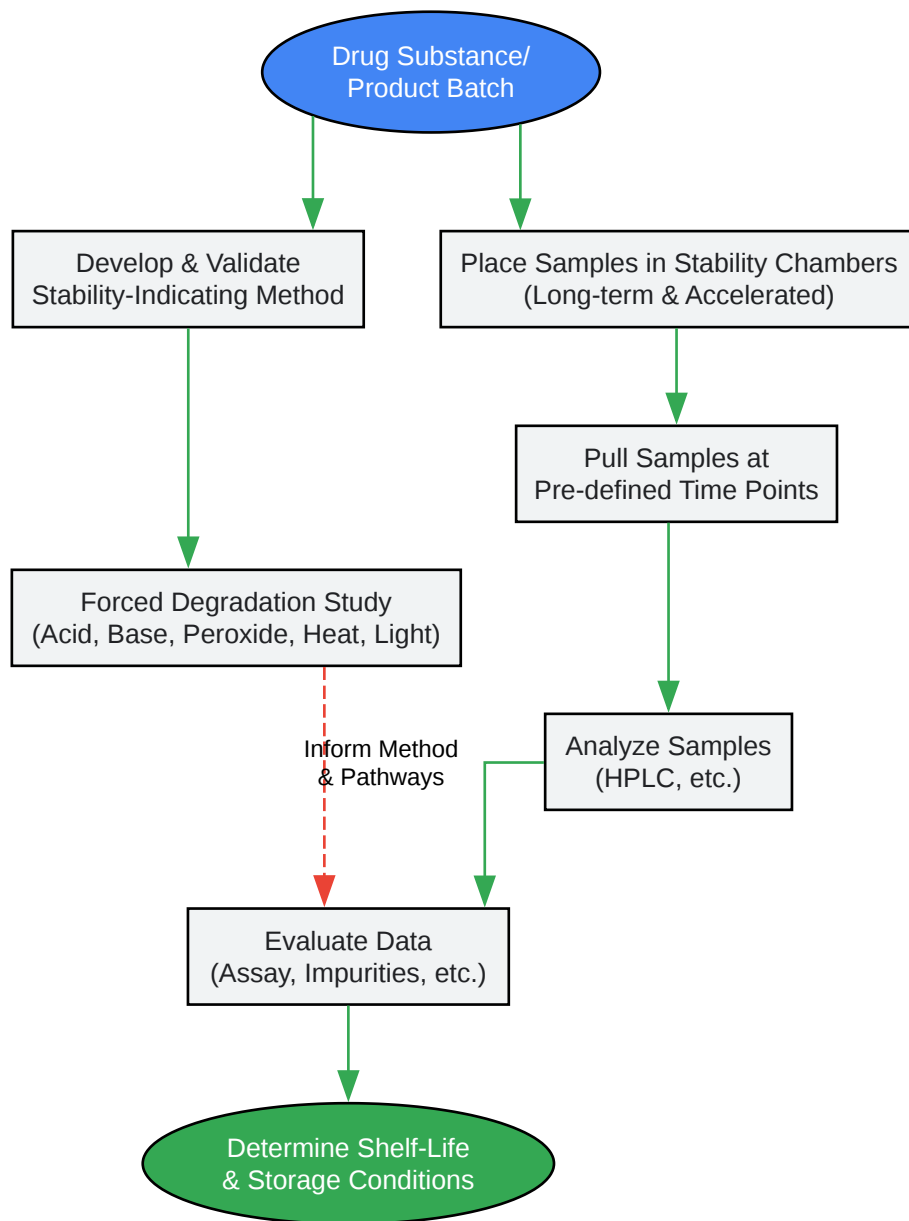 Drug Substance/
Product Batch
Develop & Validate
Stability-Indicating Method
Place Samples in Stability Chambers
(Long-term & Accelerated)
Pull Samples at
Pre-defined Time Points
Forced Degradation Study
(Acid, Base, Peroxide, Heat, Light)
Inform Method
& Pathways
Analyze Samples
(HPLC, etc.)
Evaluate Data
(Assay, Impurities, etc.)
Determine Shelf-Life
& Storage Conditions